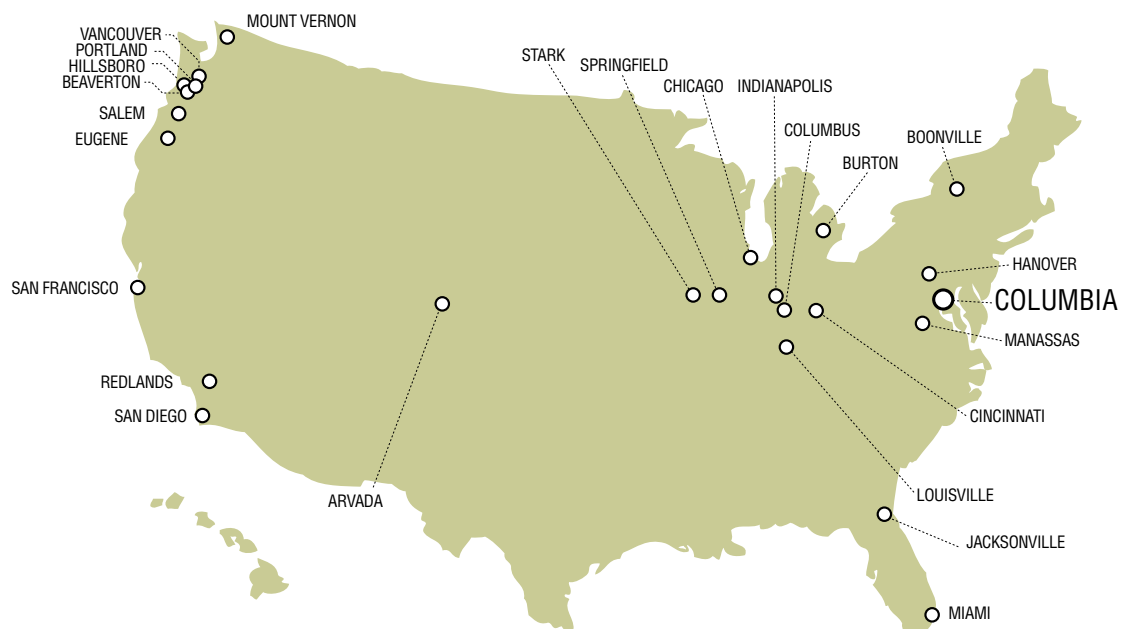 MOUNT VERNON
VANCOUVER
PORTLAND
HILLSBORO
BEAVERTON
SALEM
EUGENE
STARK
SPRINGFIELD
CHICAGO
INDIANAPOLIS
COLUMBUS
BURTON
BOONVILLE
HANOVER
COLUMBIA
MANASSAS
SAN FRANCISCO
REDLANDS
SAN DIEGO
CINCINNATI
ARVADA
LOUISVILLE
JACKSONVILLE
MIAMI